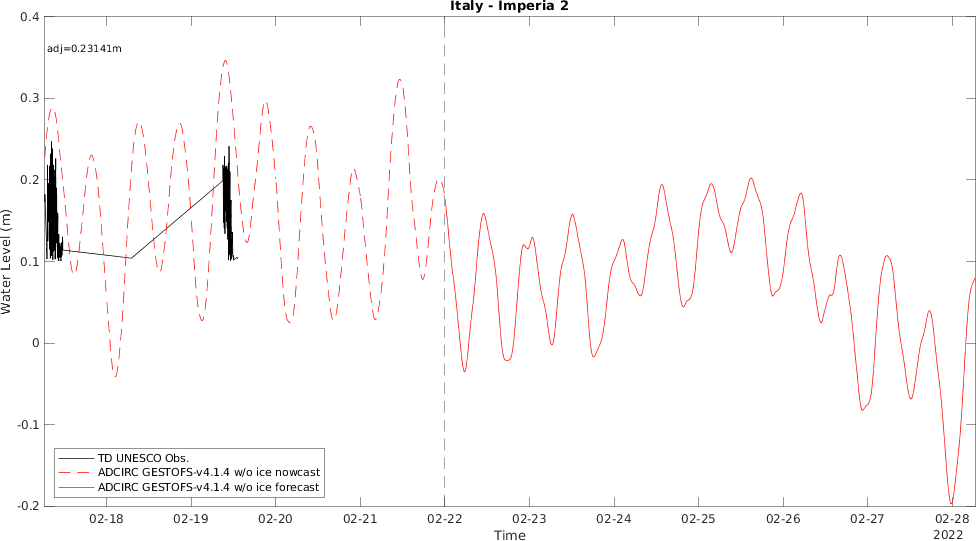 Italy - Imperia 2
adj=0.23141m
0.4
0.3
0.2
0.1
0
-0.1
-0.2
Water Level (m)
TD UNESCO Obs.
ADCIRC GESTOFS-v4.1.4 w/o ice nowcast
ADCIRC GESTOFS-v4.1.4 w/o ice forecast
02-18 02-19 02-20 02-21 02-22 02-23 02-24 02-25 02-26 02-27 02-28
Time
2022